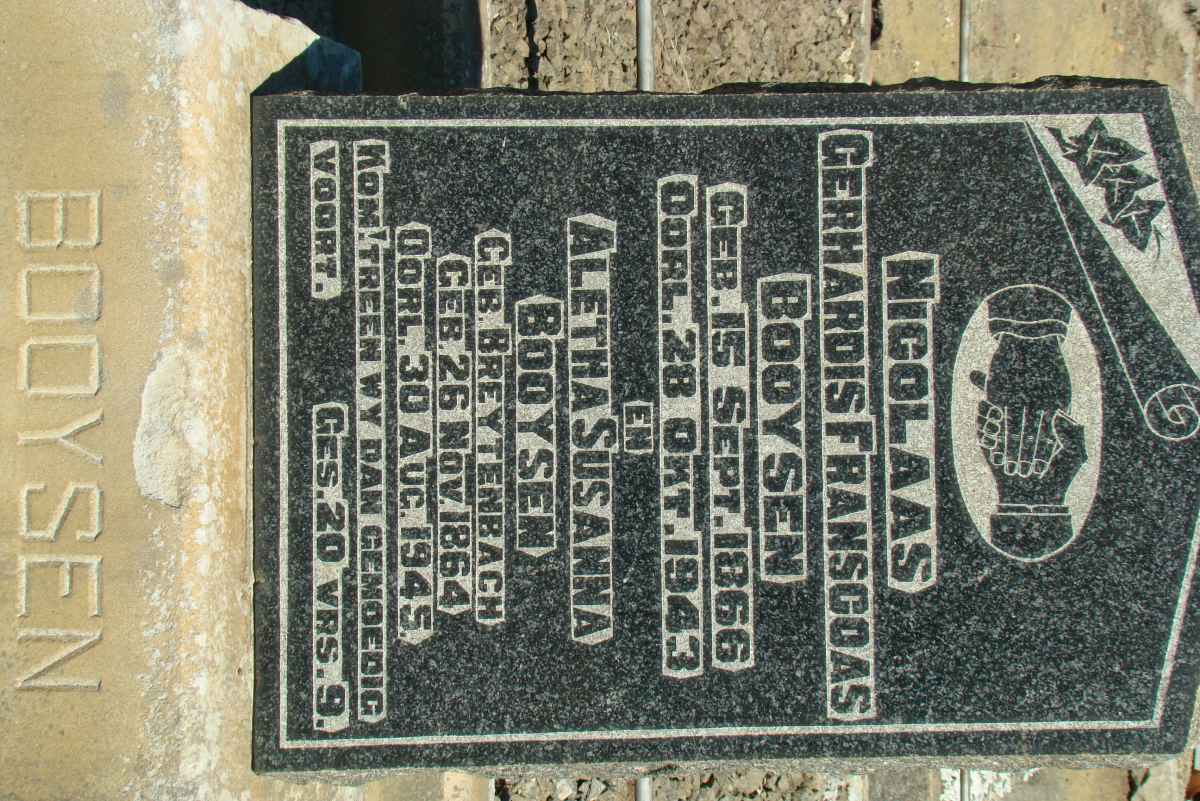 NICOLAAS
GERHARDIS FRANSCOAS
BOOYSEN
GEB. 15 SEPT. 1866
OORL. 28 OKT. 1943
EN
ALETHA SUSANNA
BOOYSEN
GEB. BREYTENBACH
GEB 26 NOV. 1864
OORL. 30 AUG. 1945.
KOM, TREEN WY DAN GEMOEDIG
VOORT. GES. 20 VRS. 9.
BOOYSEN